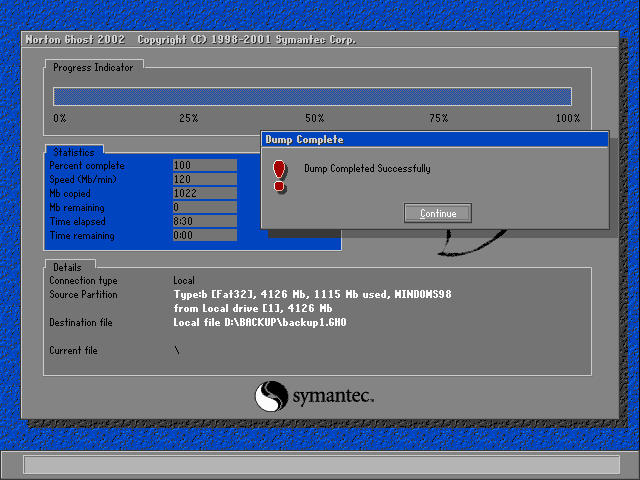 Norton Ghost 2002   Copyright (C) 1998-2001 Symantec Corp.
Progress Indicator
0% 25% 50% 75% 100%
Dump Complete
Dump Completed Successfully
Continue
Statistics
Percent complete 100
Speed (Mb/min) 120
Mb copied 1022
Mb remaining 0
Time elapsed 8:30
Time remaining 0:00
Details
Connection type Local
Source Partition Type:b [Fat32], 4126 Mb, 1115 Mb used, WINDOWS98
from Local drive [1], 4126 Mb
Destination file Local file D:\BACKUP\backup1.GHO
Current file \
symantec.